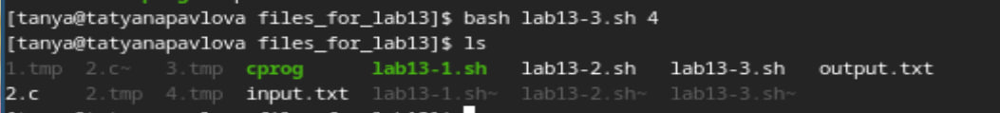 [tanya@tatyanapavlova files_for_lab13]$ bash lab13-3.sh 4
[tanya@tatyanapavlova files_for_lab13]$ ls
1.tmp 2.c~ 3.tmp cprog lab13-1.sh lab13-2.sh lab13-3.sh output.txt
2.c 2.tmp 4.tmp input.txt lab13-1.sh~ lab13-2.sh~ lab13-3.sh~